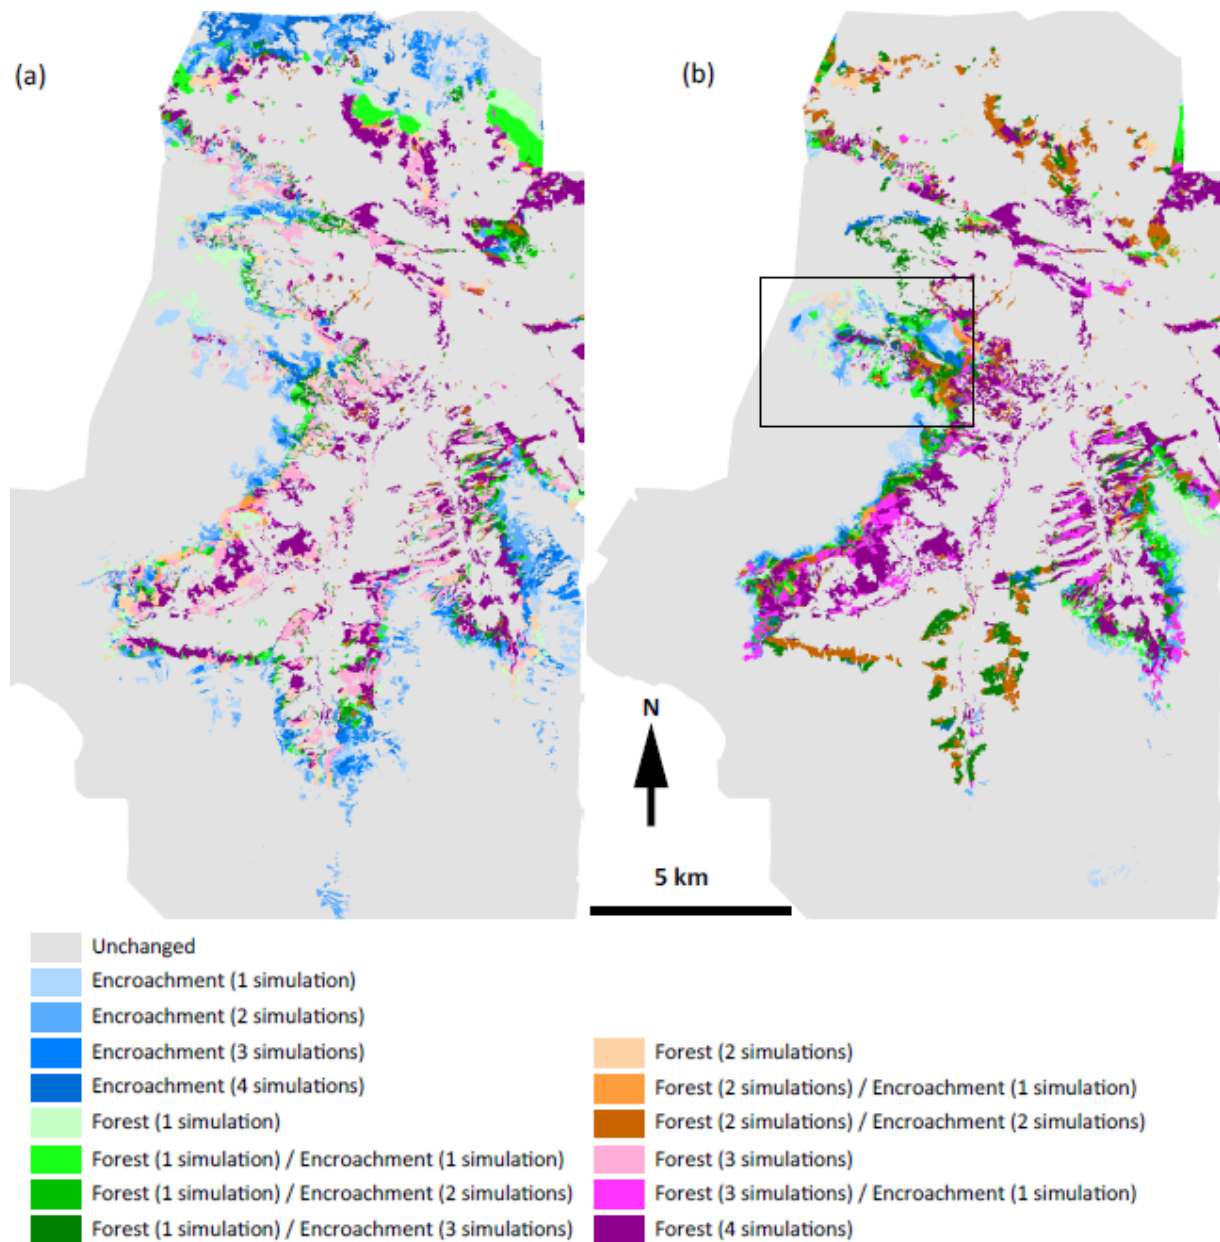 (a)
(b)
N
5 km
Unchanged
Encroachment (1 simulation)
Encroachment (2 simulations)
Encroachment (3 simulations)
Encroachment (4 simulations)
Forest (1 simulation)
Forest (1 simulation) / Encroachment (1 simulation)
Forest (1 simulation) / Encroachment (2 simulations)
Forest (1 simulation) / Encroachment (3 simulations)
Forest (2 simulations)
Forest (2 simulations) / Encroachment (1 simulation)
Forest (2 simulations) / Encroachment (2 simulations)
Forest (3 simulations)
Forest (3 simulations) / Encroachment (1 simulation)
Forest (4 simulations)